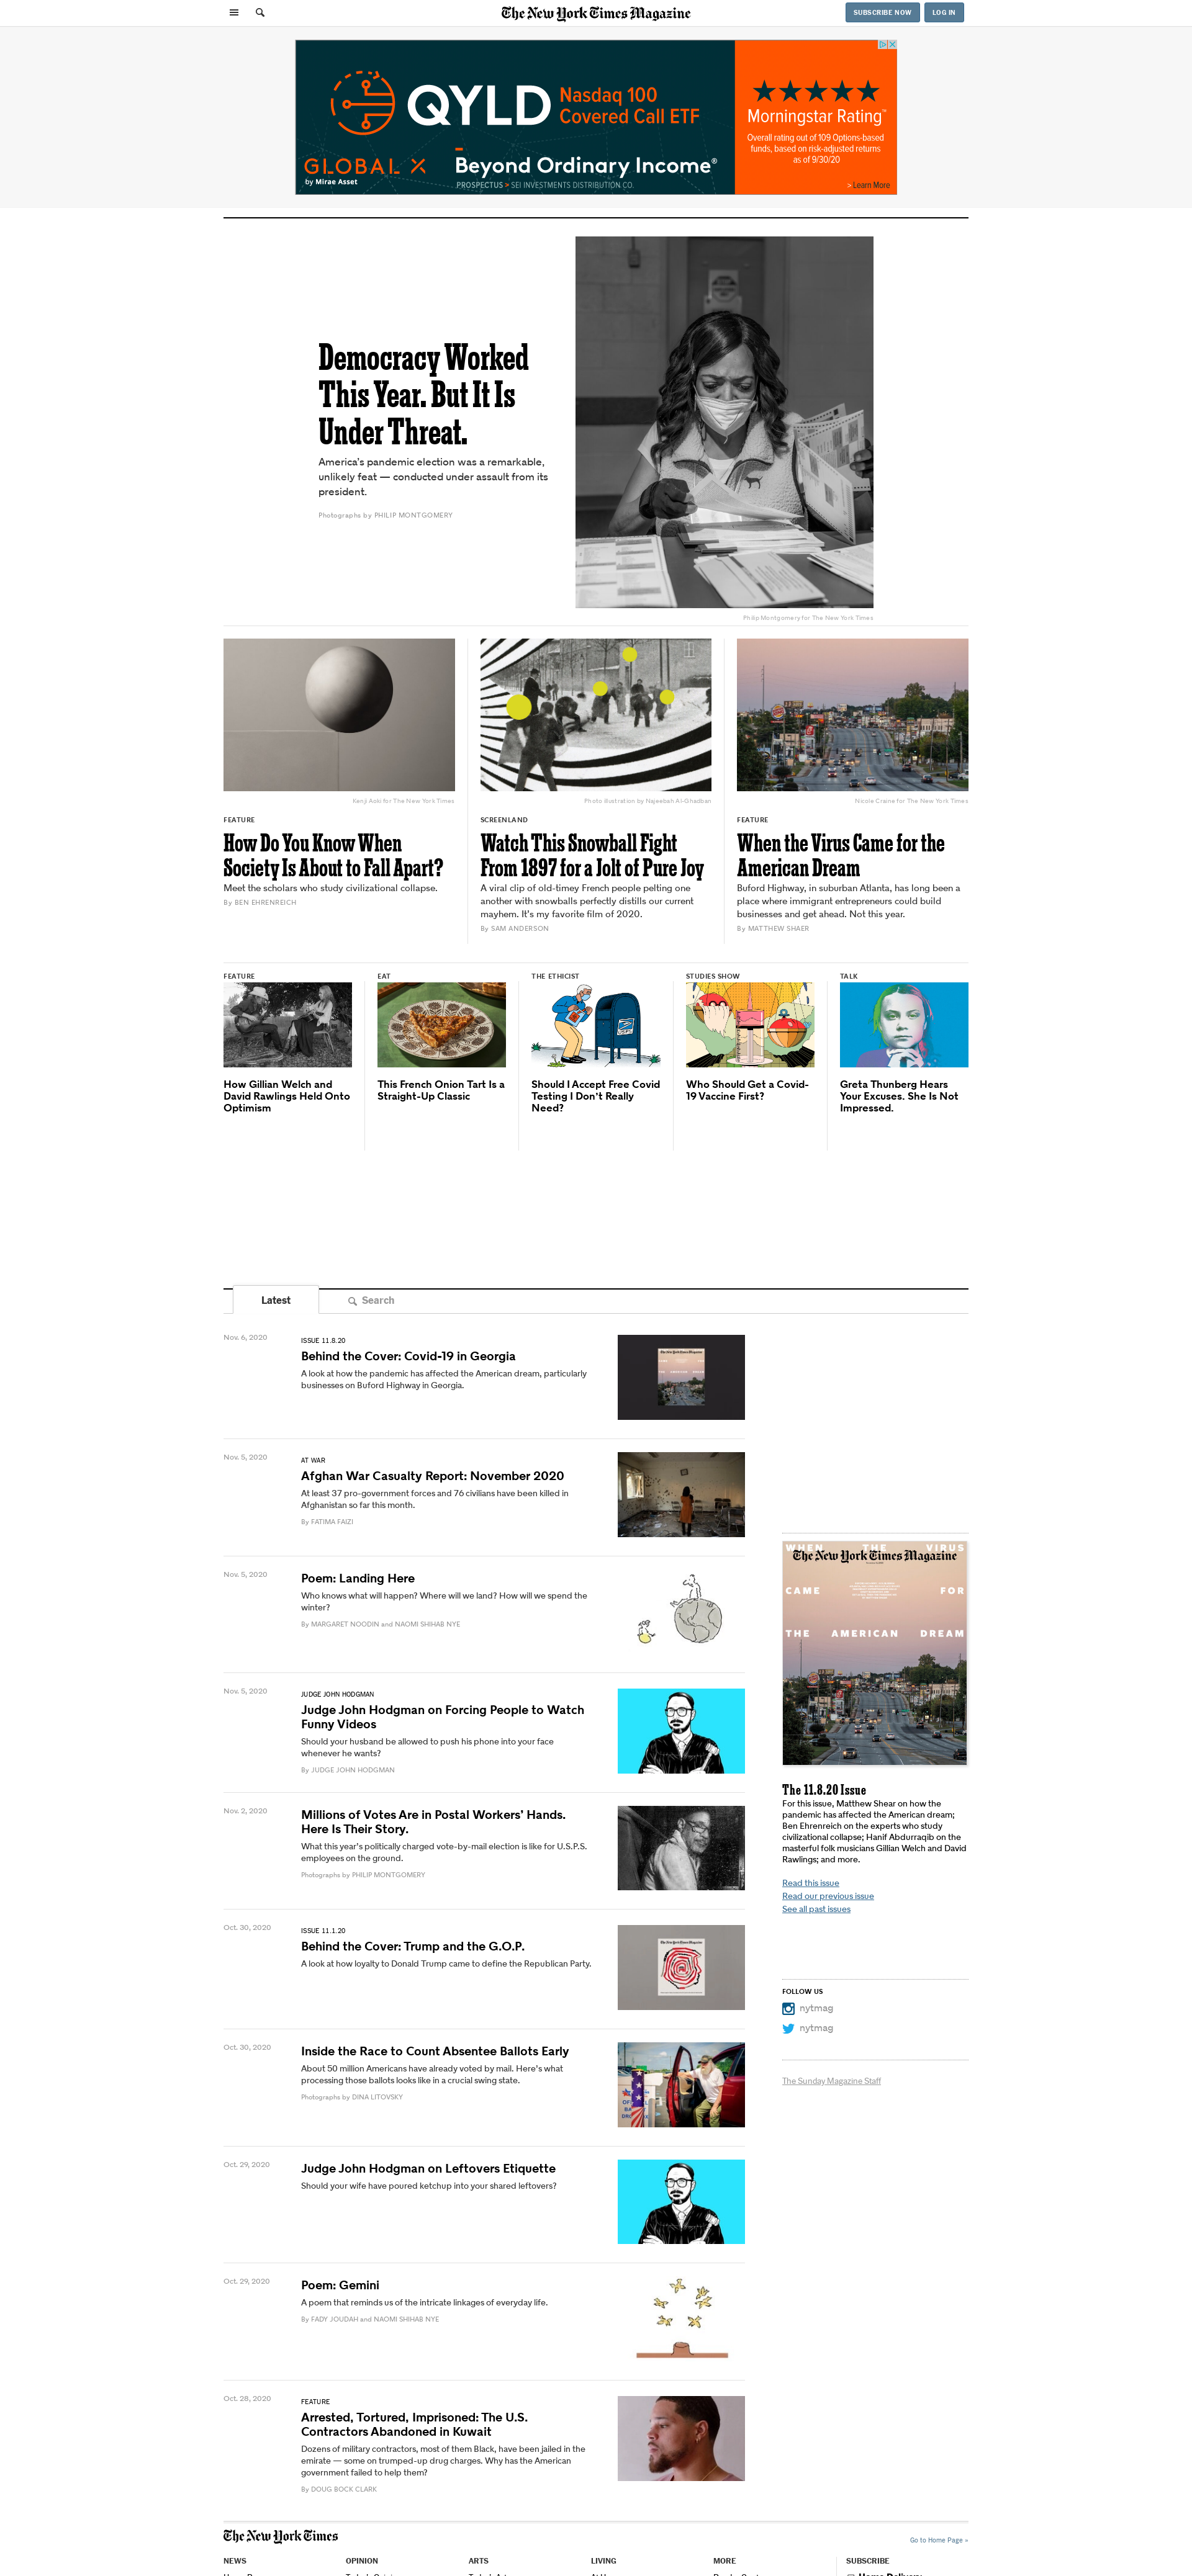 The New York Times Magazine
SUBSCRIBE NOW
LOG IN
QYLD
Nasdaq 100
Covered Call ETF
GLOBAL X
by Mirae Asset
Beyond Ordinary Income®
PROSPECTUS > SEI INVESTMENTS DISTRIBUTION CO.
★★★★★
Morningstar Rating™
Overall rating out of 109 Options-based
funds, based on risk-adjusted returns
as of 9/30/20
> Learn More
Democracy Worked
This Year. But It Is
Under Threat.
America's pandemic election was a remarkable,
unlikely feat — conducted under assault from its
president.
Photographs by PHILIP MONTGOMERY
Philip Montgomery for The New York Times
Kenji Aoki for The New York Times
FEATURE
How Do You Know When
Society Is About to Fall Apart?
Meet the scholars who study civilizational collapse.
By BEN EHRENREICH
Photo illustration by Najeebah Al-Ghadban
SCREENLAND
Watch This Snowball Fight
From 1897 for a Jolt of Pure Joy
A viral clip of old-timey French people pelting one
another with snowballs perfectly distills our current
mayhem. It's my favorite film of 2020.
By SAM ANDERSON
Nicole Craine for The New York Times
FEATURE
When the Virus Came for the
American Dream
Buford Highway, in suburban Atlanta, has long been a
place where immigrant entrepreneurs could build
businesses and get ahead. Not this year.
By MATTHEW SHAER
FEATURE
How Gillian Welch and
David Rawlings Held Onto
Optimism
EAT
This French Onion Tart Is a
Straight-Up Classic
THE ETHICIST
Should I Accept Free Covid
Testing I Don't Really
Need?
STUDIES SHOW
Who Should Get a Covid-
19 Vaccine First?
TALK
Greta Thunberg Hears
Your Excuses. She Is Not
Impressed.
Latest
Search
Nov. 6, 2020
ISSUE 11.8.20
Behind the Cover: Covid-19 in Georgia
A look at how the pandemic has affected the American dream, particularly
businesses on Buford Highway in Georgia.
Nov. 5, 2020
AT WAR
Afghan War Casualty Report: November 2020
At least 37 pro-government forces and 76 civilians have been killed in
Afghanistan so far this month.
By FATIMA FAIZI
Nov. 5, 2020
Poem: Landing Here
Who knows what will happen? Where will we land? How will we spend the
winter?
By MARGARET NOODIN and NAOMI SHIHAB NYE
Nov. 5, 2020
JUDGE JOHN HODGMAN
Judge John Hodgman on Forcing People to Watch
Funny Videos
Should your husband be allowed to push his phone into your face
whenever he wants?
By JUDGE JOHN HODGMAN
Nov. 2, 2020
Millions of Votes Are in Postal Workers' Hands.
Here Is Their Story.
What this year's politically charged vote-by-mail election is like for U.S.P.S.
employees on the ground.
Photographs by PHILIP MONTGOMERY
Oct. 30, 2020
ISSUE 11.1.20
Behind the Cover: Trump and the G.O.P.
A look at how loyalty to Donald Trump came to define the Republican Party.
Oct. 30, 2020
Inside the Race to Count Absentee Ballots Early
About 50 million Americans have already voted by mail. Here's what
processing those ballots looks like in a crucial swing state.
Photographs by DINA LITOVSKY
Oct. 29, 2020
Judge John Hodgman on Leftovers Etiquette
Should your wife have poured ketchup into your shared leftovers?
Oct. 29, 2020
Poem: Gemini
A poem that reminds us of the intricate linkages of everyday life.
By FADY JOUDAH and NAOMI SHIHAB NYE
Oct. 28, 2020
FEATURE
Arrested, Tortured, Imprisoned: The U.S.
Contractors Abandoned in Kuwait
Dozens of military contractors, most of them Black, have been jailed in the
emirate — some on trumped-up drug charges. Why has the American
government failed to help them?
By DOUG BOCK CLARK
WHEN THE VIRUS
The New York Times Magazine
CAME FOR
THE AMERICAN DREAM
The 11.8.20 Issue
For this issue, Matthew Shear on how the
pandemic has affected the American dream;
Ben Ehrenreich on the experts who study
civilizational collapse; Hanif Abdurraqib on the
masterful folk musicians Gillian Welch and David
Rawlings; and more.
Read this issue
Read our previous issue
See all past issues
FOLLOW US
nytmag
nytmag
The Sunday Magazine Staff
The New York Times
Go to Home Page »
NEWS
OPINION
ARTS
LIVING
MORE
SUBSCRIBE